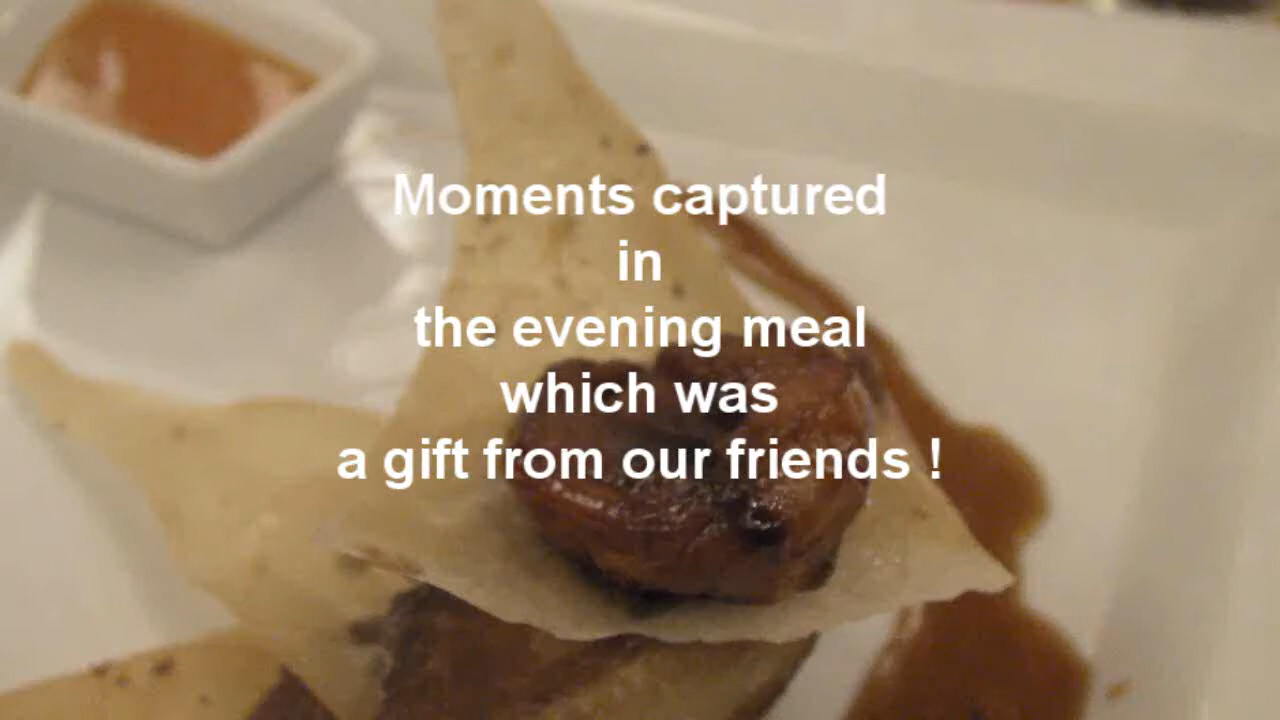 Moments captured
in
the evening meal
which was
a gift from our friends !